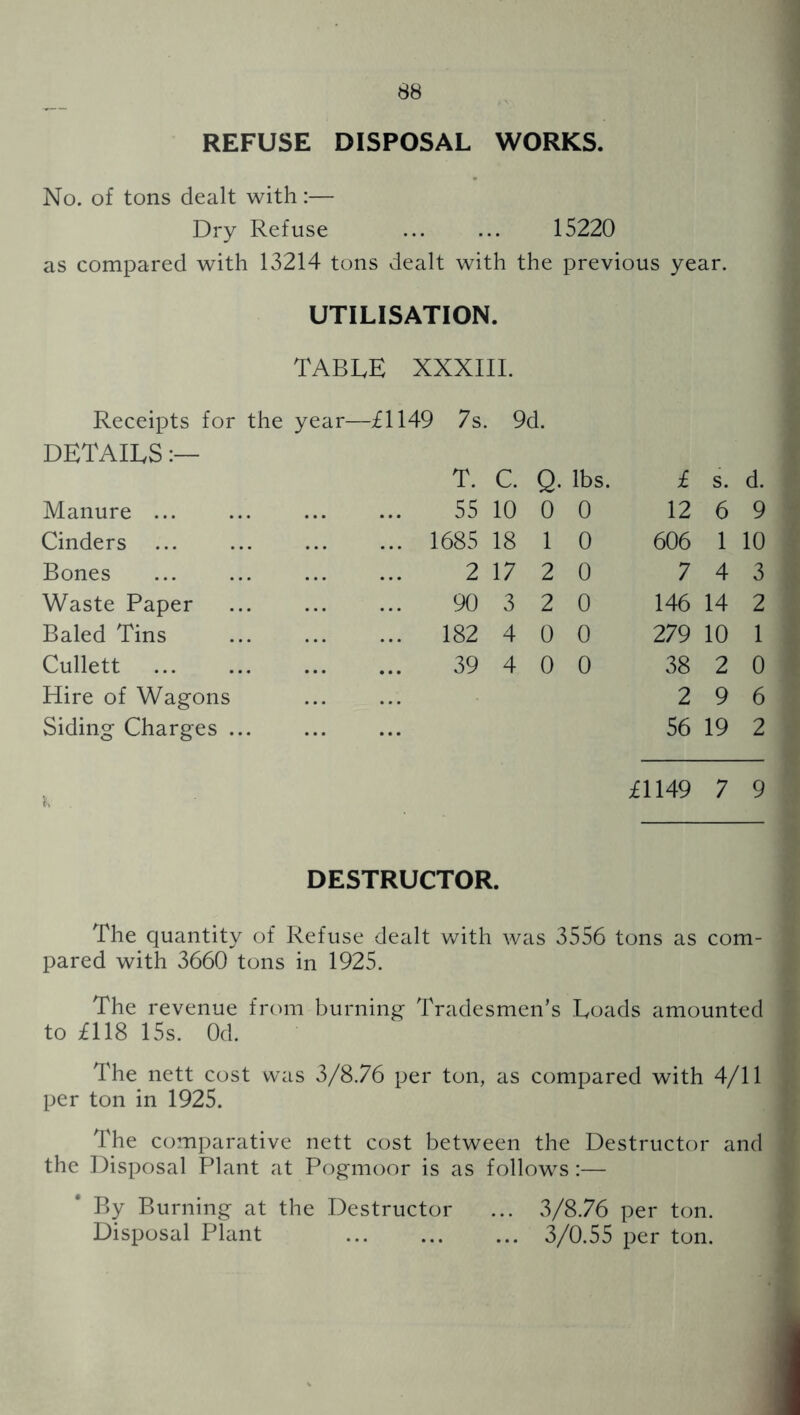 88
REFUSE DISPOSAL WORKS.
No. of tons dealt with:—
Dry Refuse ... ... 15220
as compared with 13214 tons dealt with the previous year.
UTILISATION.
TABLE XXXIII.
Receipts for the year—£1149 7s. 9d.
DETAILS:—
T. C. Q. lbs. £ s. d.
Manure ... ... ... ... 55 10 0 0 12 6 9
Cinders ... ... ... ... 1685 18 1 0 606 1 10
Bones ... ... ... ... 2 17 2 0 7 4 3
Waste Paper ... ... ... 90 3 2 0 146 14 2
Baled Tins ... ... ... 182 4 0 0 279 10 1
Cullett ... ... ... ... 39 4 0 0 38 2 0
Hire of Wagons ... ... 2 9 6
Siding Charges ... ... ... 56 19 2
£1149 7 9
DESTRUCTOR.
The quantity of Refuse dealt with was 3556 tons as com-
pared with 3660 tons in 1925.
The revenue from burning Tradesmen's Loads amounted
to £118 15s. 0d.
The nett cost was 3/8.76 per ton, as compared with 4/11
per ton in 1925.
The comparative nett cost between the Destructor and
the Disposal Plant at Pogmoor is as follows:—
By Burning at the Destructor ... 3/8.76 per ton.
Disposal Plant ... ... ... 3/0.55 per ton.